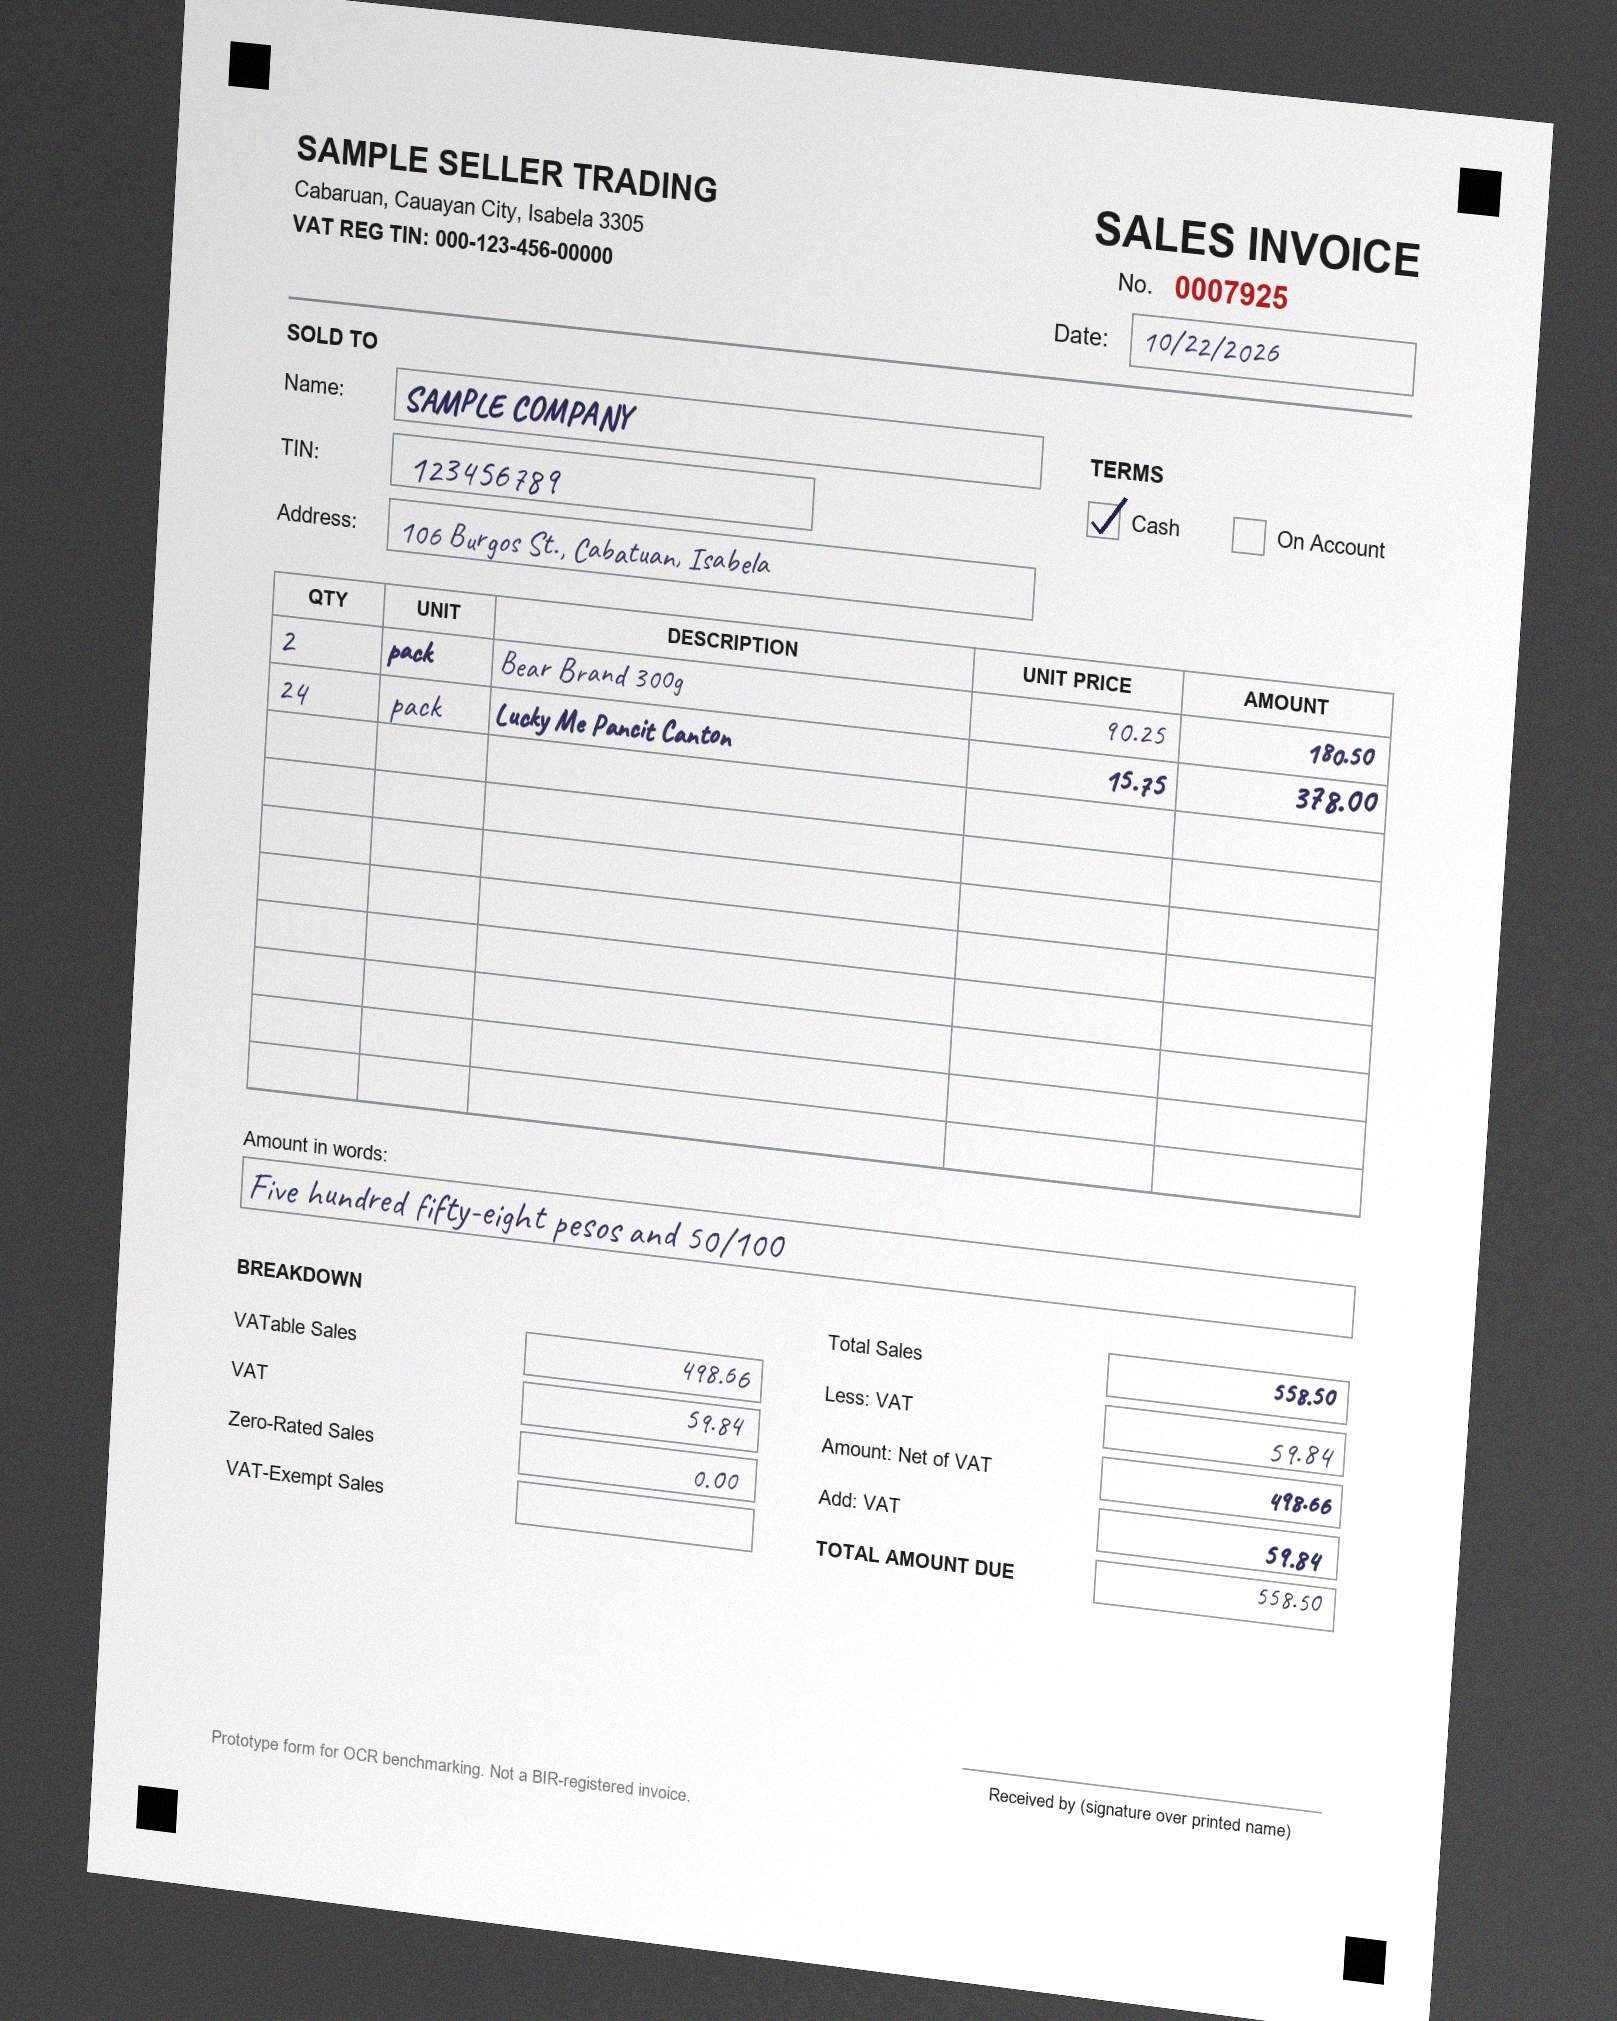 SAMPLE SELLER TRADING
Cabaruan, Cauayan City, Isabela 3305
VAT REG TIN: 000-123-456-00000
SALES INVOICE
No. 0007925
Date: 10/22/2026
SOLD TO
Name: SAMPLE COMPANY
TIN: 123456789
Address: 106 Burgos St., Cabatuan, Isabela
TERMS
Cash On Account
QTY UNIT DESCRIPTION UNIT PRICE AMOUNT
2 pack Bear Brand 300g 90.25 180.50
24 pack Lucky Me Pancit Canton 15.75 378.00
Amount in words:
Five hundred fifty-eight pesos and 50/100
BREAKDOWN
VATable Sales 498.66
VAT 59.84
Zero-Rated Sales 0.00
VAT-Exempt Sales
Total Sales 558.50
Less: VAT 59.84
Amount: Net of VAT 498.66
Add: VAT 59.84
TOTAL AMOUNT DUE 558.50
Prototype form for OCR benchmarking. Not a BIR-registered invoice.
Received by (signature over printed name)